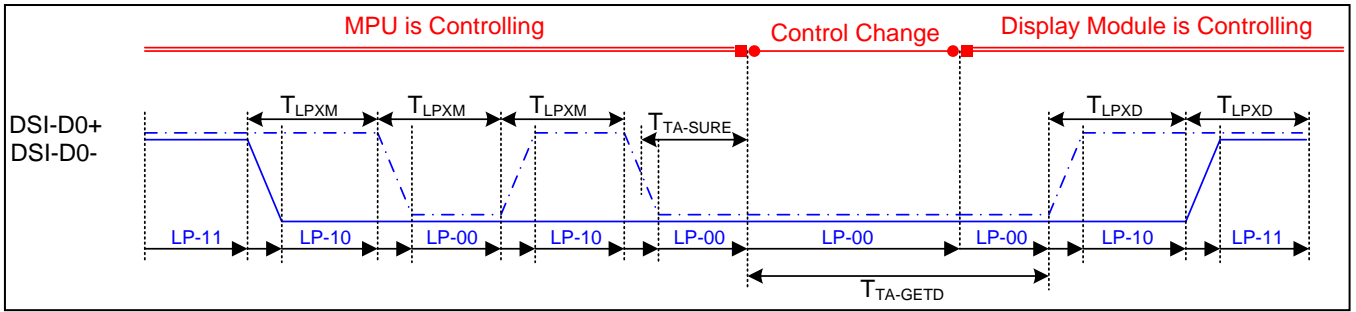 MPU is Controlling
Control Change
Display Module is Controlling
TLPXM TLPXM TLPXM TLPXD TLPXD
DSI-D0+
TTA-SURE
DSI-D0-
LP-11 LP-10 LP-00 LP-10 LP-00 LP-00 LP-00 LP-10 LP-11
TTA-GETD